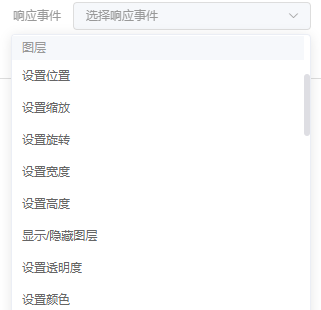 响应事件 选择响应事件
图层
设置位置
设置缩放
设置旋转
设置宽度
设置高度
显示/隐藏图层
设置透明度
设置颜色